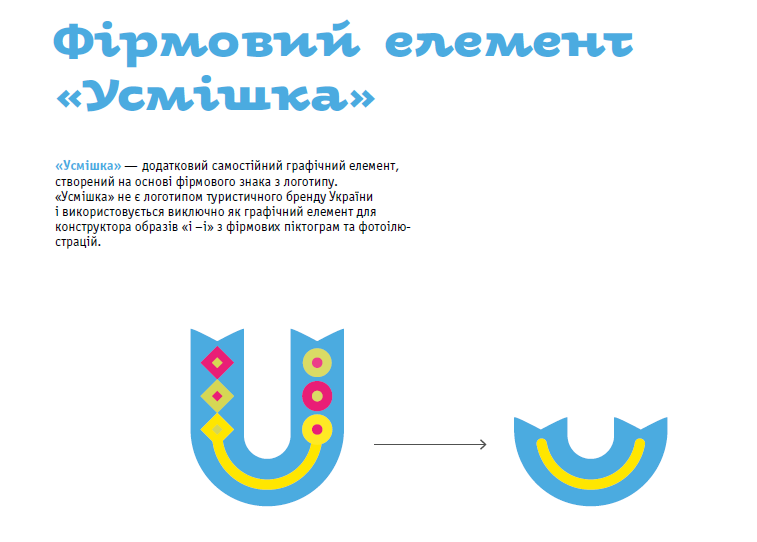 Фірмовий елемент
«Усмішка»
«Усмішка» — додатковий самостійний графічний елемент,
створений на основі фірмового знака з логотипу.
«Усмішка» не є логотипом туристичного бренду України
і використовується виключно як графічний елемент для
конструктора образів «і –і» з фірмових піктограм та фотоілю-
страцій.